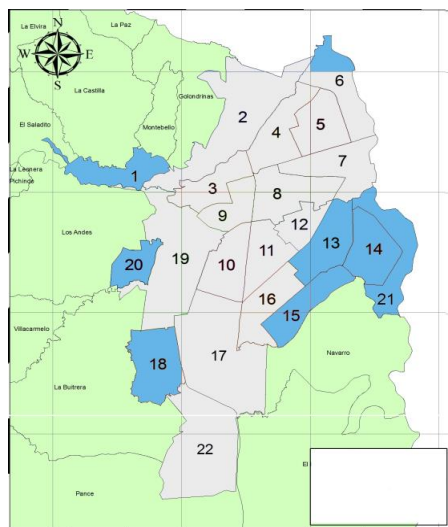 La Elvira
La Paz
N
W
E
S
La Castilla
Golondrinas
El Saladito
Montebello
La Leonera
Pichinde
Los Andes
Villacarmelo
La Buitrera
Pance
Navarro
El
1
2
3
4
5
6
7
8
9
10
11
12
13
14
15
16
17
18
19
20
21
22